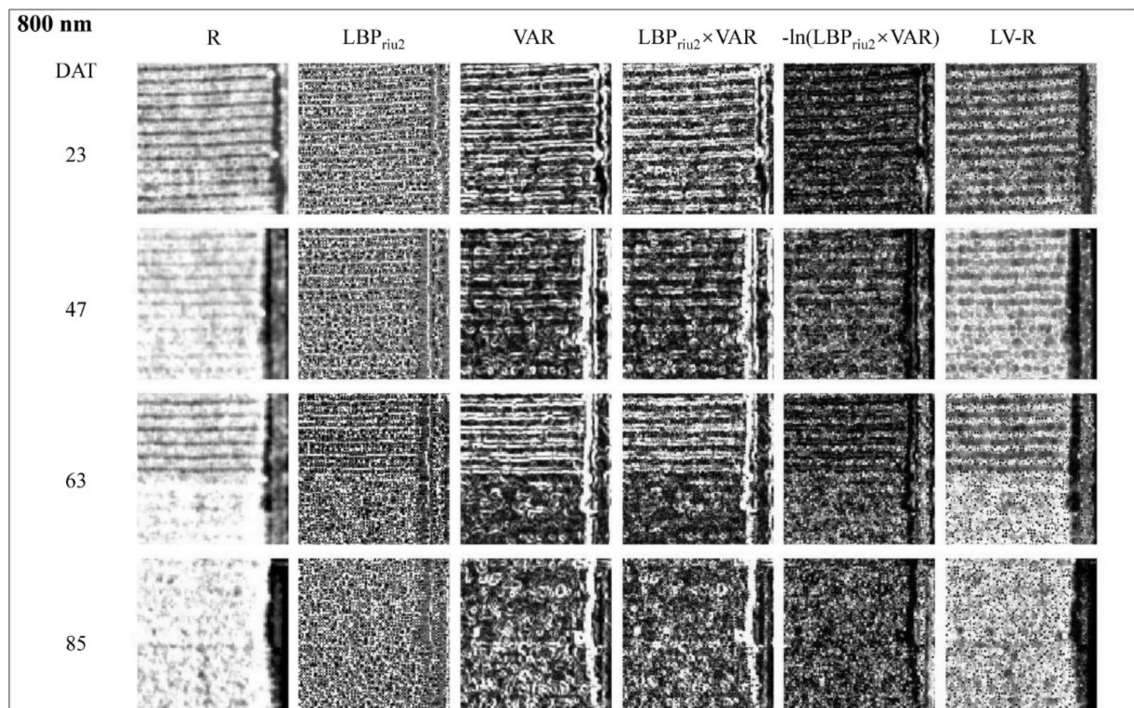 800 nm
R LBPriu2 VAR LBPriu2×VAR -ln(LBPriu2×VAR) LV-R
DAT
23
47
63
85